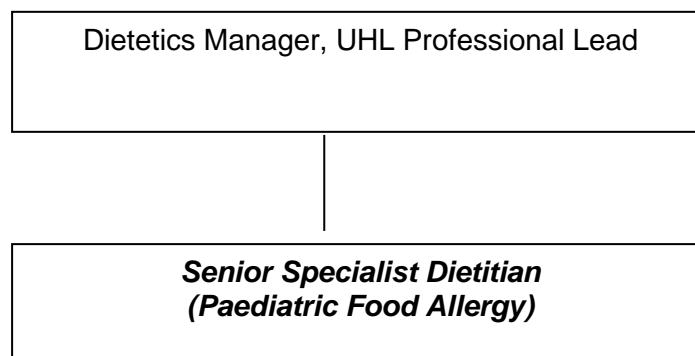 Dietetics Manager, UHL Professional Lead
Senior Specialist Dietitian
(Paediatric Food Allergy)